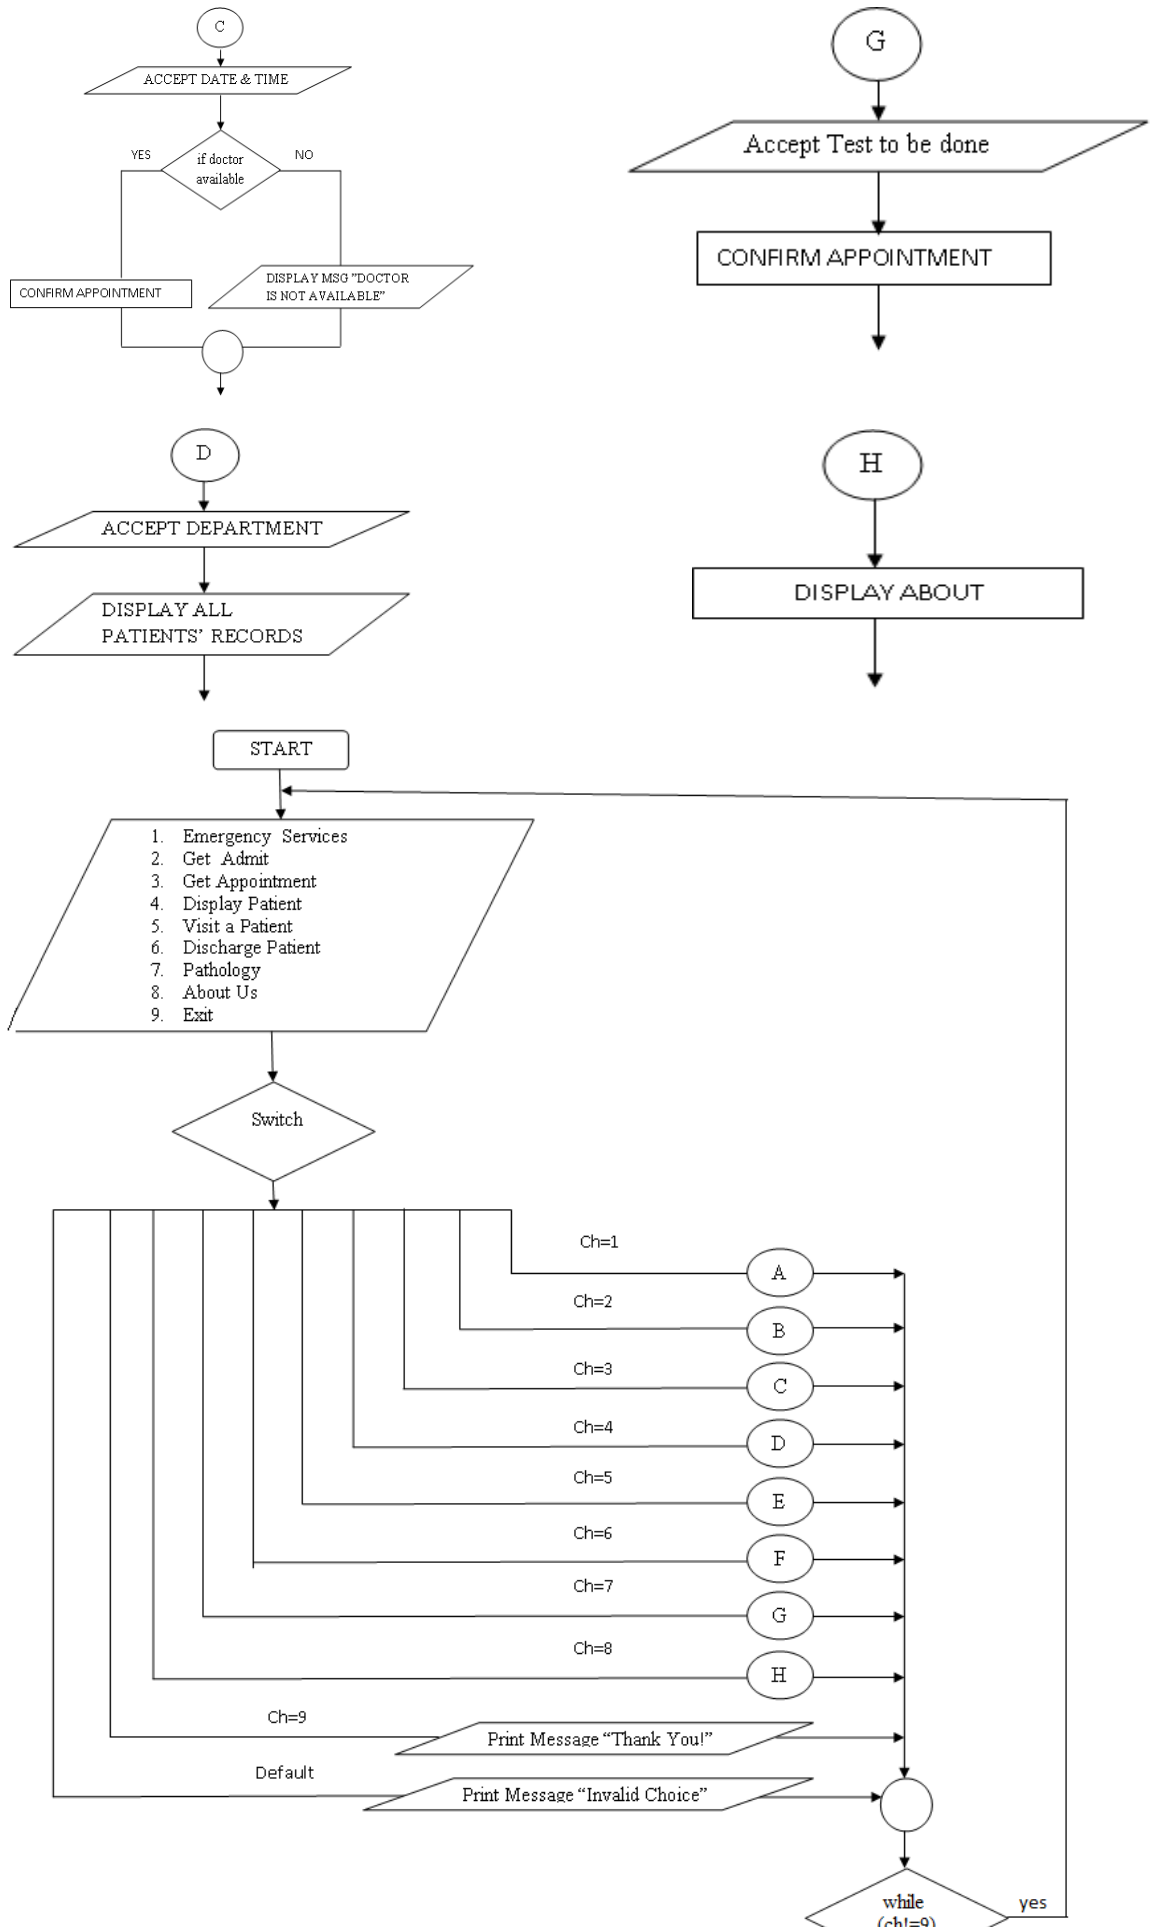 C
ACCEPT DATE & TIME
YES
if doctor
available
NO
CONFIRM APPOINTMENT
DISPLAY MSG "DOCTOR
IS NOT AVAILABLE"
G
Accept Test to be done
CONFIRM APPOINTMENT
D
ACCEPT DEPARTMENT
DISPLAY ALL
PATIENTS' RECORDS
H
DISPLAY ABOUT
START
1. Emergency Services
2. Get Admit
3. Get Appointment
4. Display Patient
5. Visit a Patient
6. Discharge Patient
7. Pathology
8. About Us
9. Exit
Switch
Ch=1
A
Ch=2
B
Ch=3
C
Ch=4
D
Ch=5
E
Ch=6
F
Ch=7
G
Ch=8
H
Ch=9
Print Message “Thank You!”
Default
Print Message “Invalid Choice”
while
(ch!=9)
yes